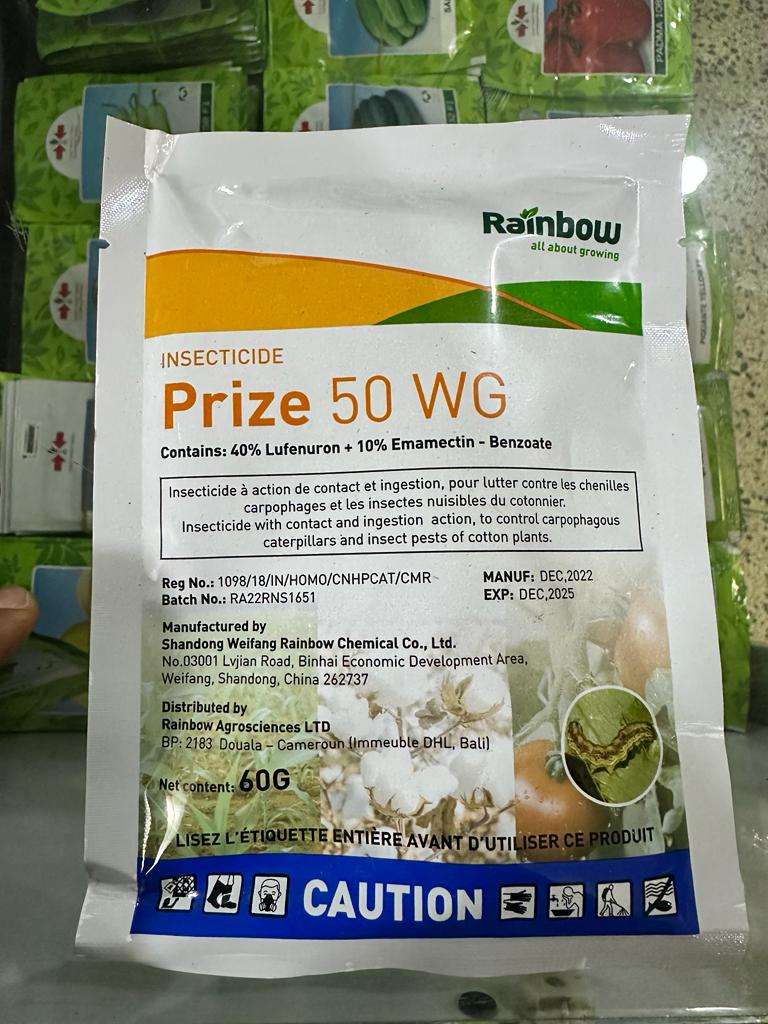 PADMA 108
Rainbow
all about growing
INSECTICIDE
Prize 50 WG
Contains: 40% Lufenuron + 10% Emamectin - Benzoate
Insecticide à action de contact et ingestion, pour lutter contre les chenilles
carpophages et les insectes nuisibles du cotonnier.
Insecticide with contact and ingestion action, to control carpophagous
caterpillars and insect pests of cotton plants.
Reg No.: 1098/18/IN/HOMO/CNHPCAT/CMR
Batch No.: RA22RNS1651
MANUF: DEC,2022
EXP: DEC,2025
Manufactured by
Shandong Weifang Rainbow Chemical Co., Ltd.
No.03001 Lvjian Road, Binhai Economic Development Area,
Weifang, Shandong, China 262737
Distributed by
Rainbow Agrosciences LTD
BP: 2183 Douala – Cameroun (Immeuble DHL, Bali)
Net content: 60G
LISEZ L'ÉTIQUETTE ENTIÈRE AVANT D'UTILISER CE PRODUIT
CAUTION